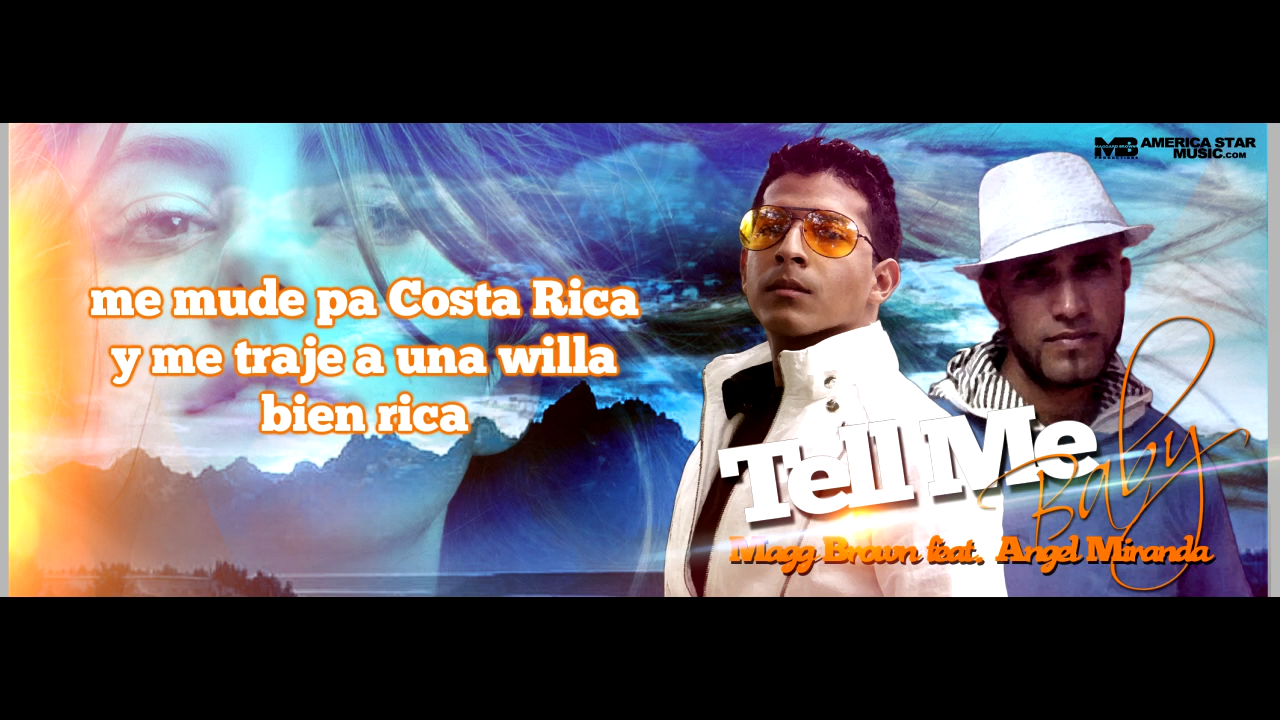 me mude pa Costa Rica
y me traje a una willa
bien rica
MB AMERICA STAR
MUSIC.COM
Tell Me
Baby
Magg Brown feat. Angel Miranda